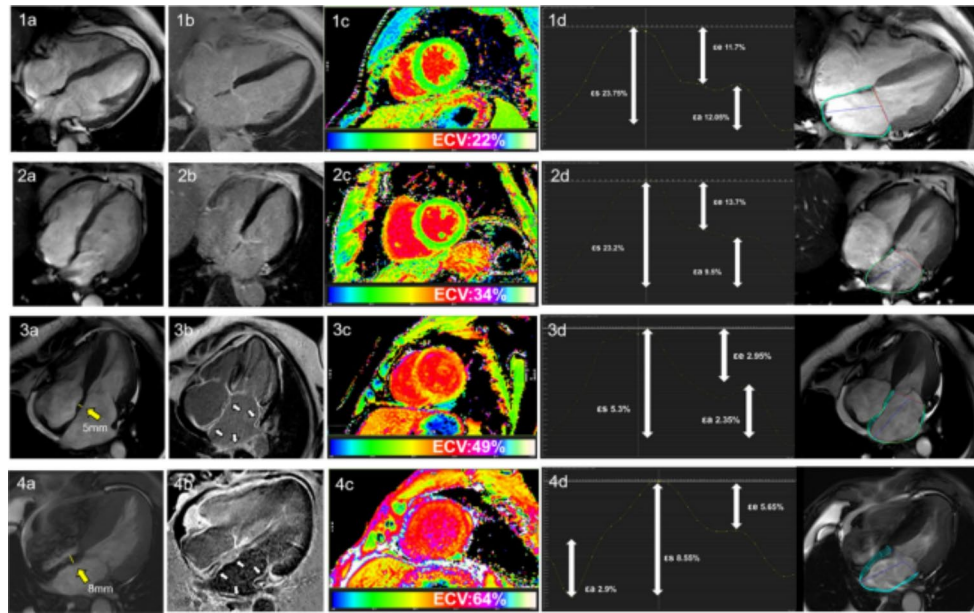 1a
1b
1c
ECV:22%
1d
εs 23.75%
εe 11.7%
εa 12.05%
2a
2b
2c
ECV:34%
2d
εs 23.2%
εe 13.7%
εa 9.5%
3a
5mm
3b
3c
ECV:49%
3d
εs 5.3%
εe 2.95%
εa 2.35%
4a
8mm
4b
4c
ECV:64%
4d
εa 2.9%
εs 8.55%
εe 5.65%